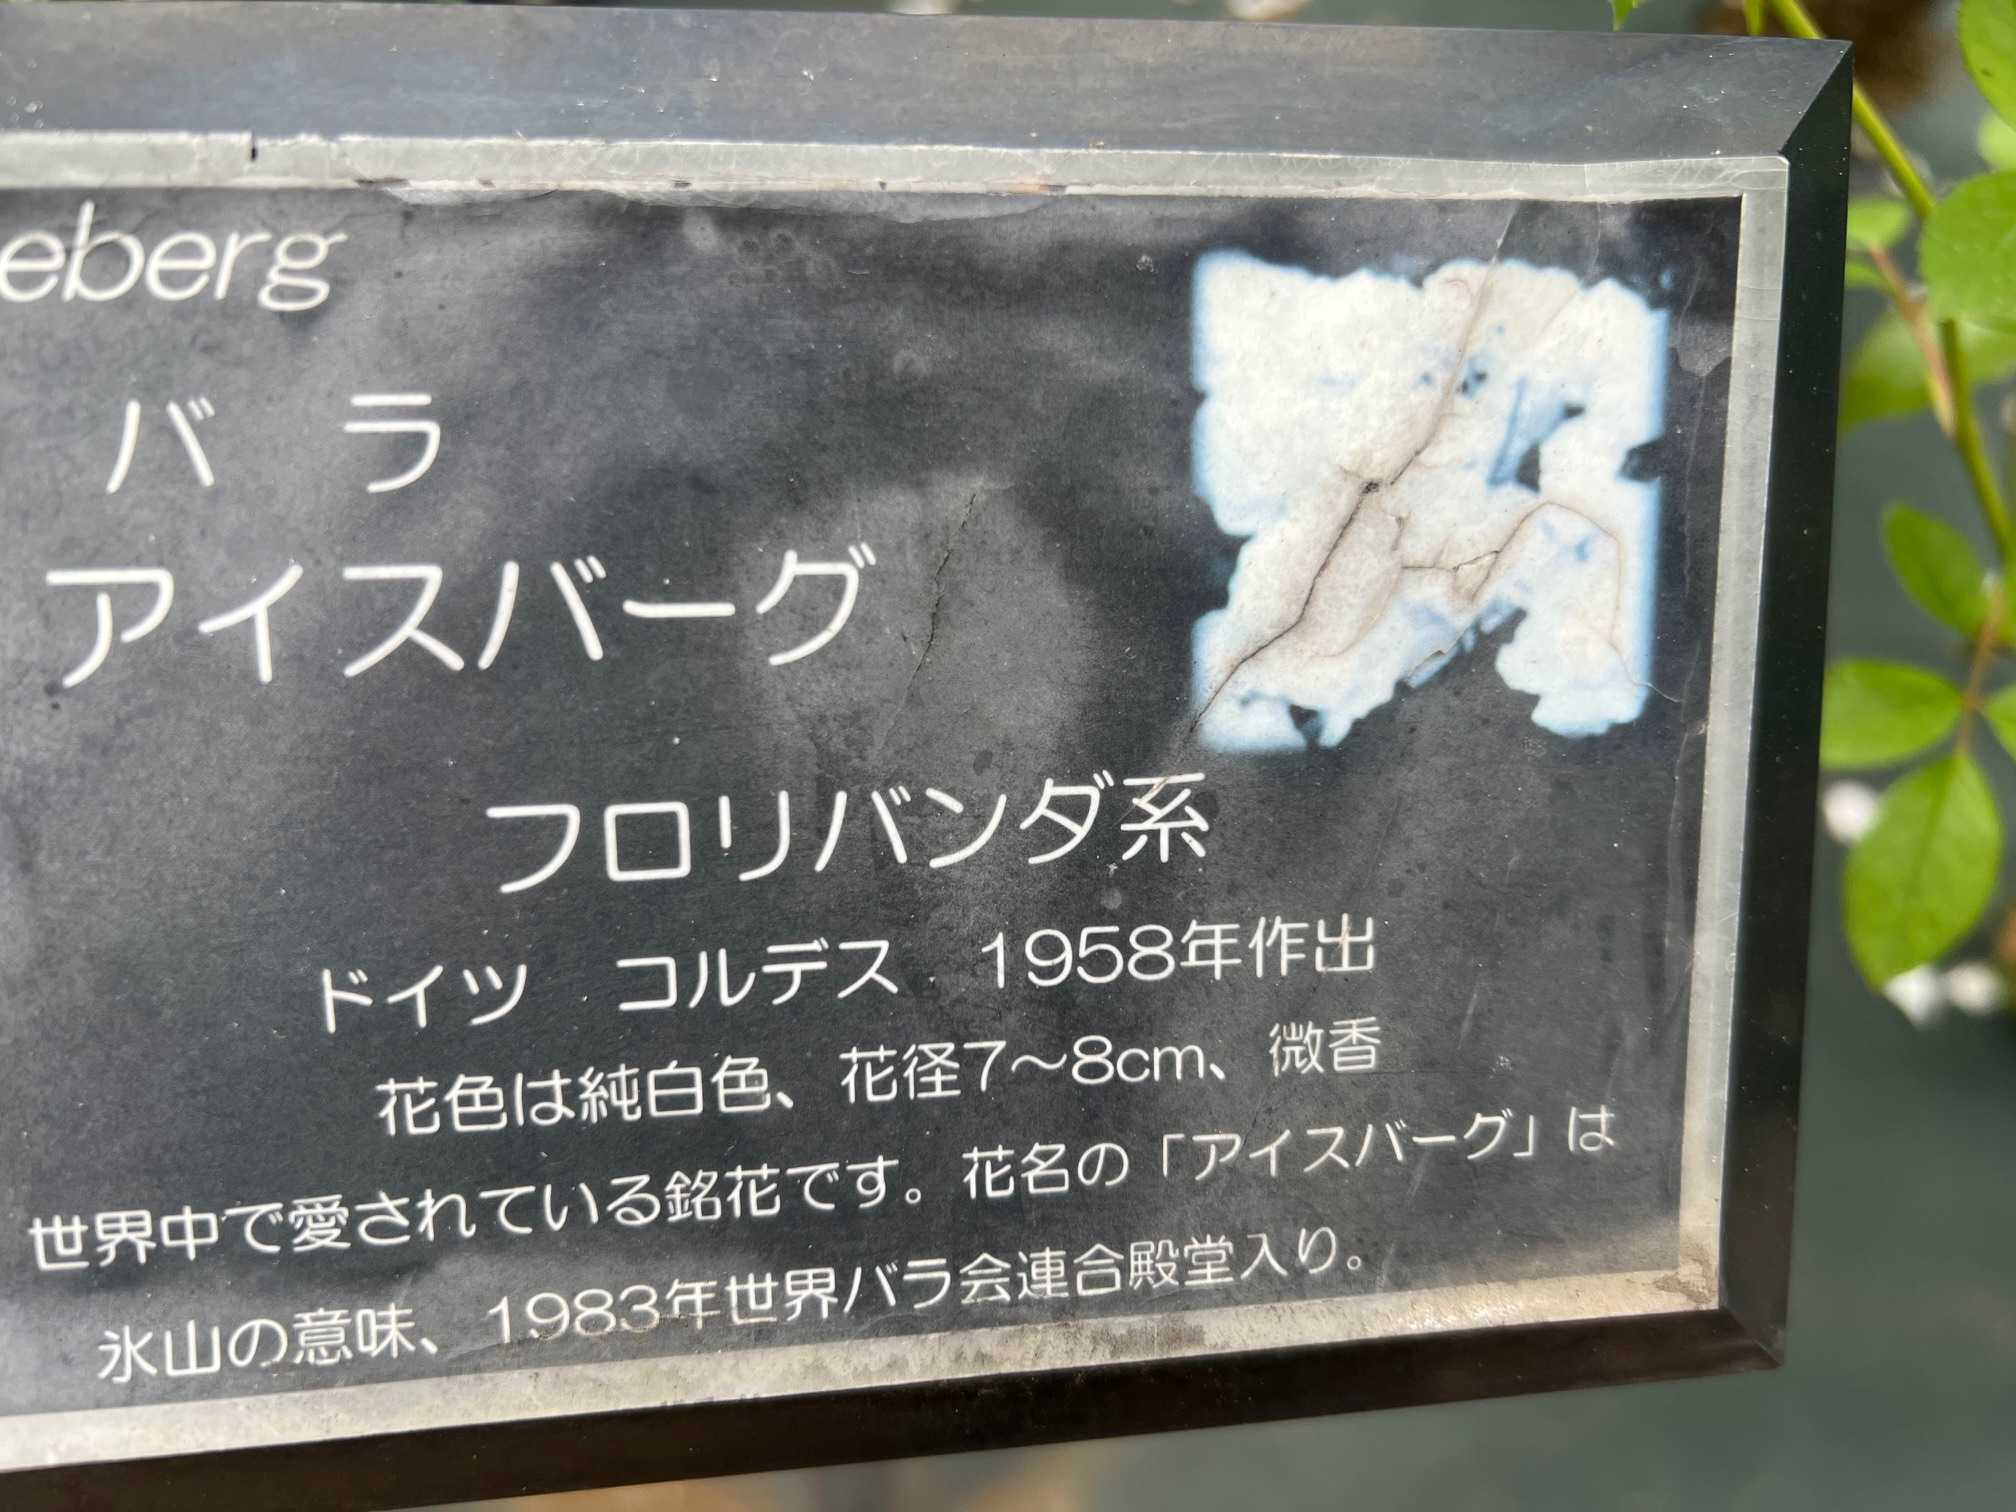 eberg
バラ
アイスバーグ
フロリバンダ系
ドイツ　コルデス　1958年作出
花色は純白色、花径7〜8cm、微香
世界中で愛されている銘花です。花名の「アイスバーグ」は
氷山の意味、1983年世界バラ会連合殿堂入り。